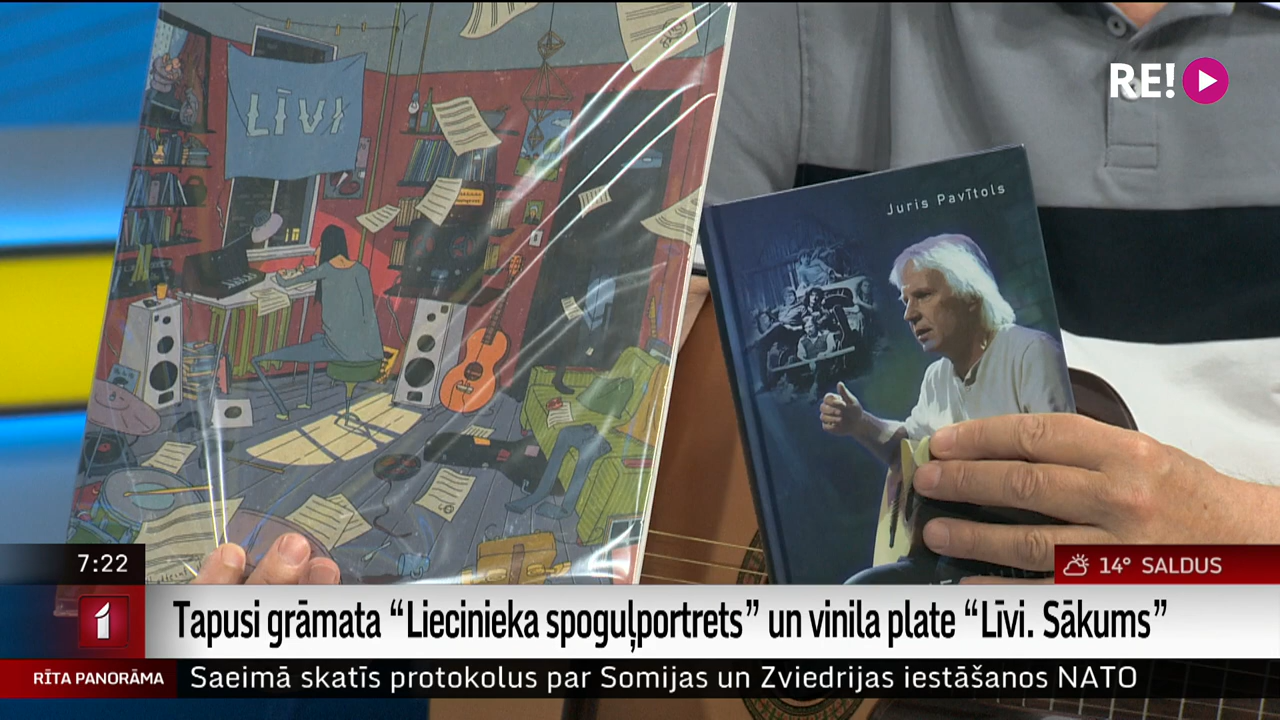 RE!
LĪVI
Juris Pavītols
7:22
14° SALDUS
1
Tapusi grāmata “Liecinieka spoguļportrets” un vinila plate “Līvi. Sākums”
RĪTA PANORĀMA
Saeimā skatīs protokolus par Somijas un Zviedrijas iestāšanos NATO